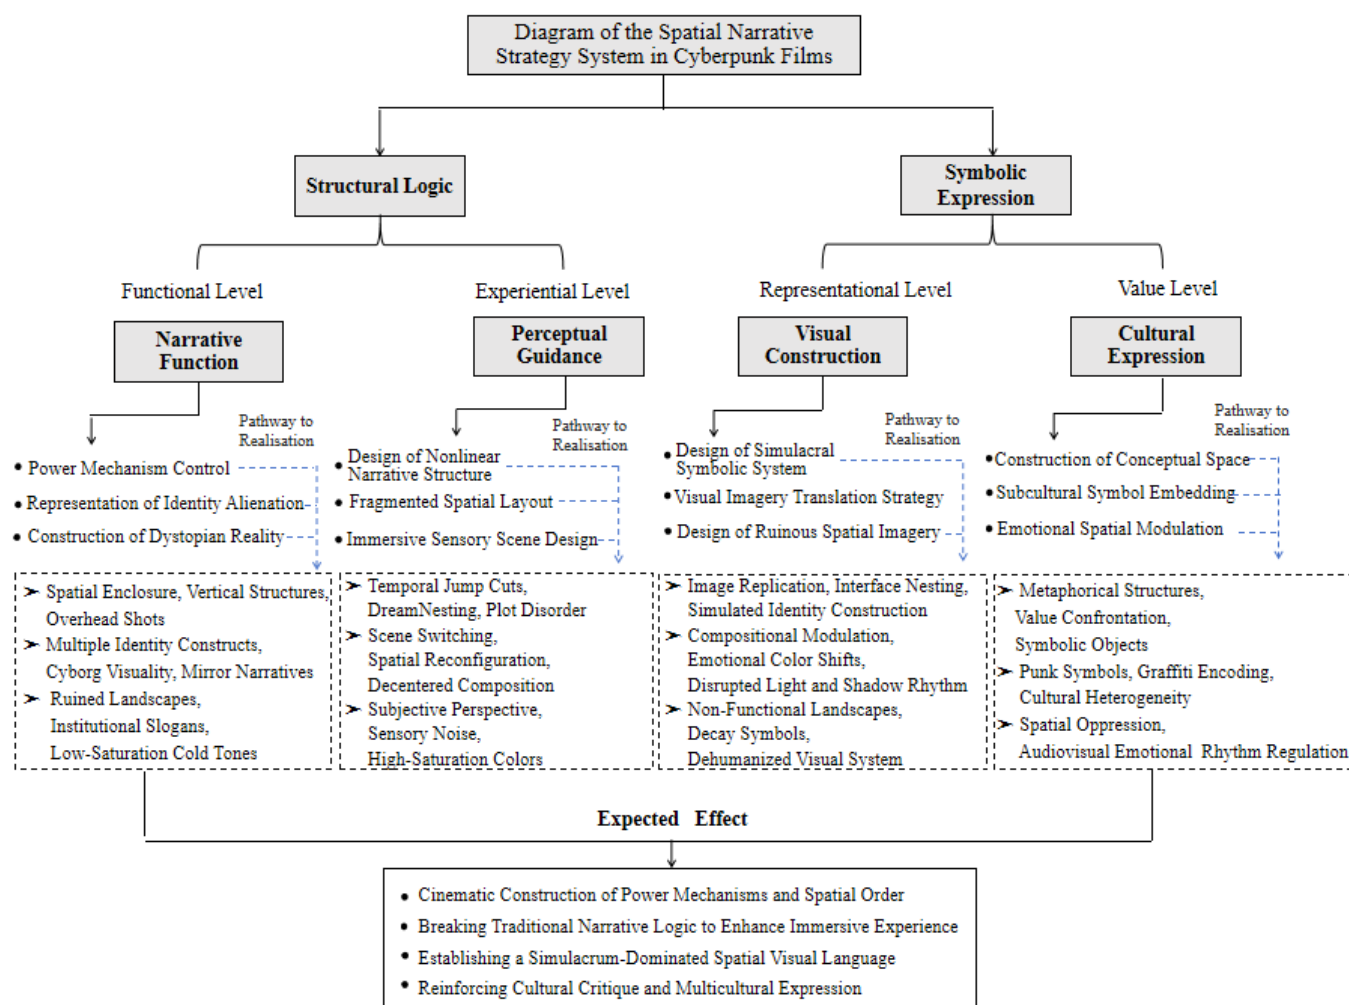 Diagram of the Spatial Narrative
Strategy System in Cyberpunk Films
Structural Logic
Symbolic
Expression
Functional Level
Experiential Level
Representational Level
Value Level
Narrative
Function
Perceptual
Guidance
Visual
Construction
Cultural
Expression
Pathway to
Realisation
• Power Mechanism Control
• Representation of Identity Alienation
• Construction of Dystopian Reality
Pathway to
Realisation
• Design of Nonlinear
Narrative Structure
• Fragmented Spatial Layout
• Immersive Sensory Scene Design
Pathway to
Realisation
• Design of Simulacral
Symbolic System
• Visual Imagery Translation Strategy
• Design of Ruinous Spatial Imagery
Pathway to
Realisation
• Construction of Conceptual Space
• Subcultural Symbol Embedding
• Emotional Spatial Modulation
➢ Spatial Enclosure, Vertical Structures,
Overhead Shots
➢ Multiple Identity Constructs,
Cyborg Visuality, Mirror Narratives
➢ Ruined Landscapes,
Institutional Slogans,
Low-Saturation Cold Tones
➢ Temporal Jump Cuts,
DreamNesting, Plot Disorder
➢ Scene Switching,
Spatial Reconfiguration,
Decentered Composition
➢ Subjective Perspective,
Sensory Noise,
High-Saturation Colors
➢ Image Replication, Interface Nesting,
Simulated Identity Construction
➢ Compositional Modulation,
Emotional Color Shifts,
Disrupted Light and Shadow Rhythm
➢ Non-Functional Landscapes,
Decay Symbols,
Dehumanized Visual System
➢ Metaphorical Structures,
Value Confrontation,
Symbolic Objects
➢ Punk Symbols, Graffiti Encoding,
Cultural Heterogeneity
➢ Spatial Oppression,
Audiovisual Emotional Rhythm Regulation
Expected Effect
• Cinematic Construction of Power Mechanisms and Spatial Order
• Breaking Traditional Narrative Logic to Enhance Immersive Experience
• Establishing a Simulacrum-Dominated Spatial Visual Language
• Reinforcing Cultural Critique and Multicultural Expression